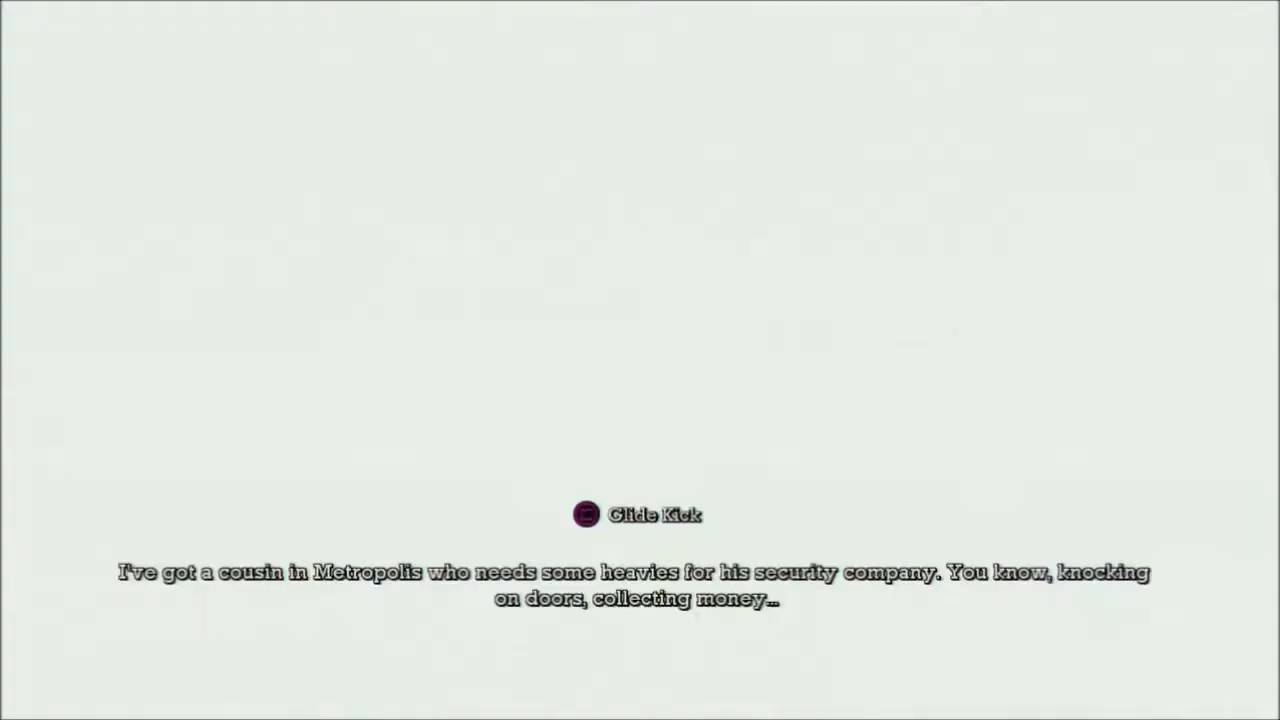 Glide Kick
I've got a cousin in Metropolis who needs some heavies for his security company. You know, knocking
on doors, collecting money...